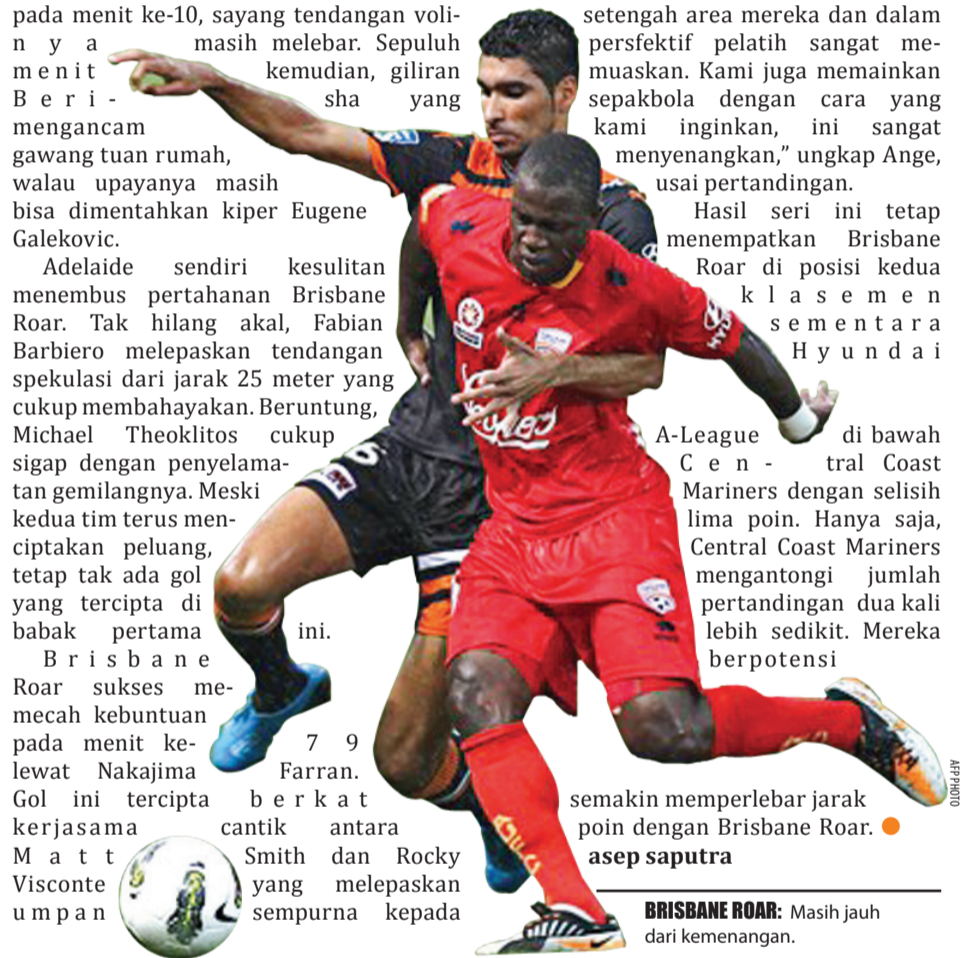 pada menit ke-10, sayang tendangan voli-
nya masih melebar. Sepuluh
menit kemudian, giliran
Beri- sha yang
mengancam
gawang tuan rumah,
walau upayanya masih
bisa dimentahkan kiper Eugene
Galekovic.
Adelaide sendiri kesulitan
menembus pertahanan Brisbane
Roar. Tak hilang akal, Fabian
Barbiero melepaskan tendangan
spekulasi dari jarak 25 meter yang
cukup membahayakan. Beruntung,
Michael Theoklitos cukup
sigap dengan penyelama-
tan gemilangnya. Meski
kedua tim terus men-
ciptakan peluang,
tetap tak ada gol
yang tercipta di
babak pertama ini.
Brisbane
Roar sukses me-
mecah kebuntuan
pada menit ke- 79
lewat Nakajima Farran.
Gol ini tercipta berkat
kerjasama cantik antara
Matt Smith dan Rocky
Visconte yang melepaskan
umpan sempurna kepada
setengah area mereka dan dalam
persfektif pelatih sangat me-
muaskan. Kami juga memainkan
sepakbola dengan cara yang
kami inginkan, ini sangat
menyenangkan,” ungkap Ange,
usai pertandingan.
Hasil seri ini tetap
menempatkan Brisbane
Roar di posisi kedua
klasemen
sementara
Hyundai
A-League di bawah
Cen- tral Coast
Mariners dengan selisih
lima poin. Hanya saja,
Central Coast Mariners
mengantongi jumlah
pertandingan dua kali
lebih sedikit. Mereka
berpotensi
semakin memperlebar jarak
poin dengan Brisbane Roar.
asep saputra
AFP PHOTO
BRISBANE ROAR: Masih jauh
dari kemenangan.